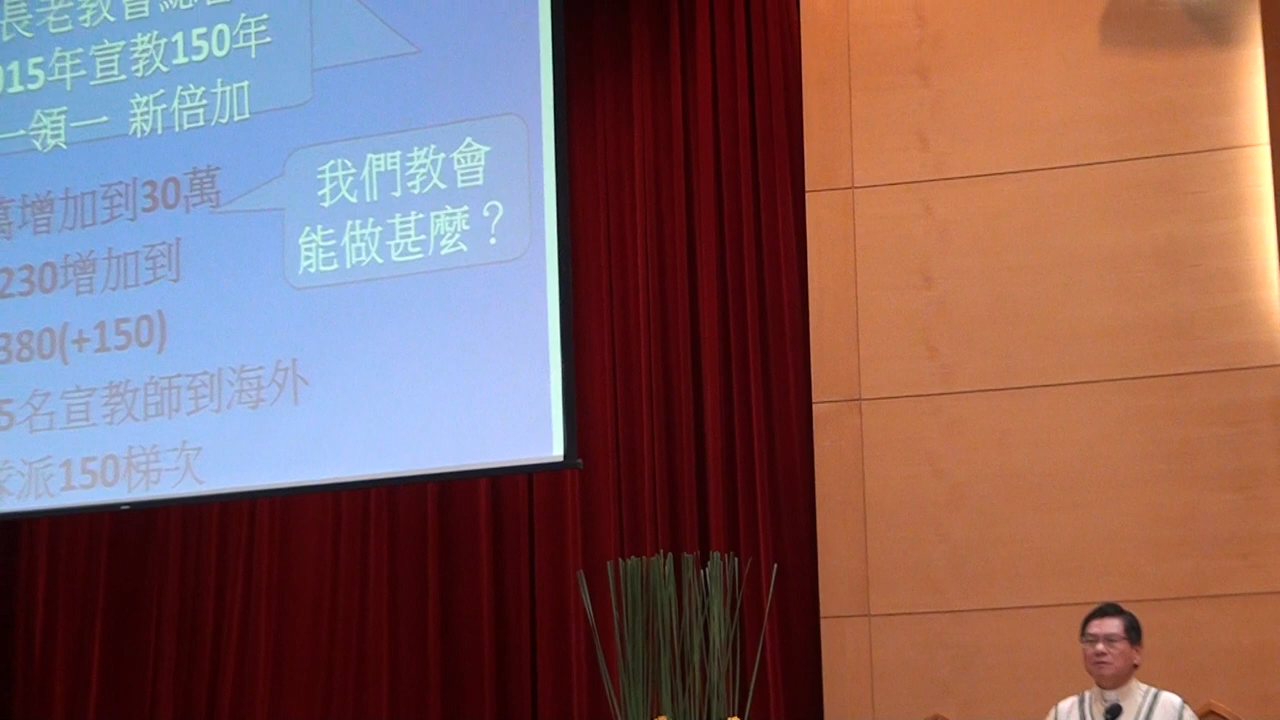 長老教會總會
015年宣教150年
一領一 新倍加
萬增加到30萬
我們教會
能做甚麼？
230增加到
380(+150)
5名宣教師到海外
隊派150梯次